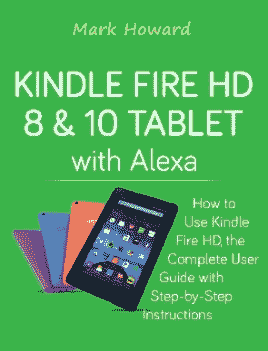 Mark Howard
KINDLE FIRE HD
8 & 10 TABLET
with Alexa
How to
Use Kindle
Fire HD, the
Complete User
Guide with
Step-by-Step
Instructions